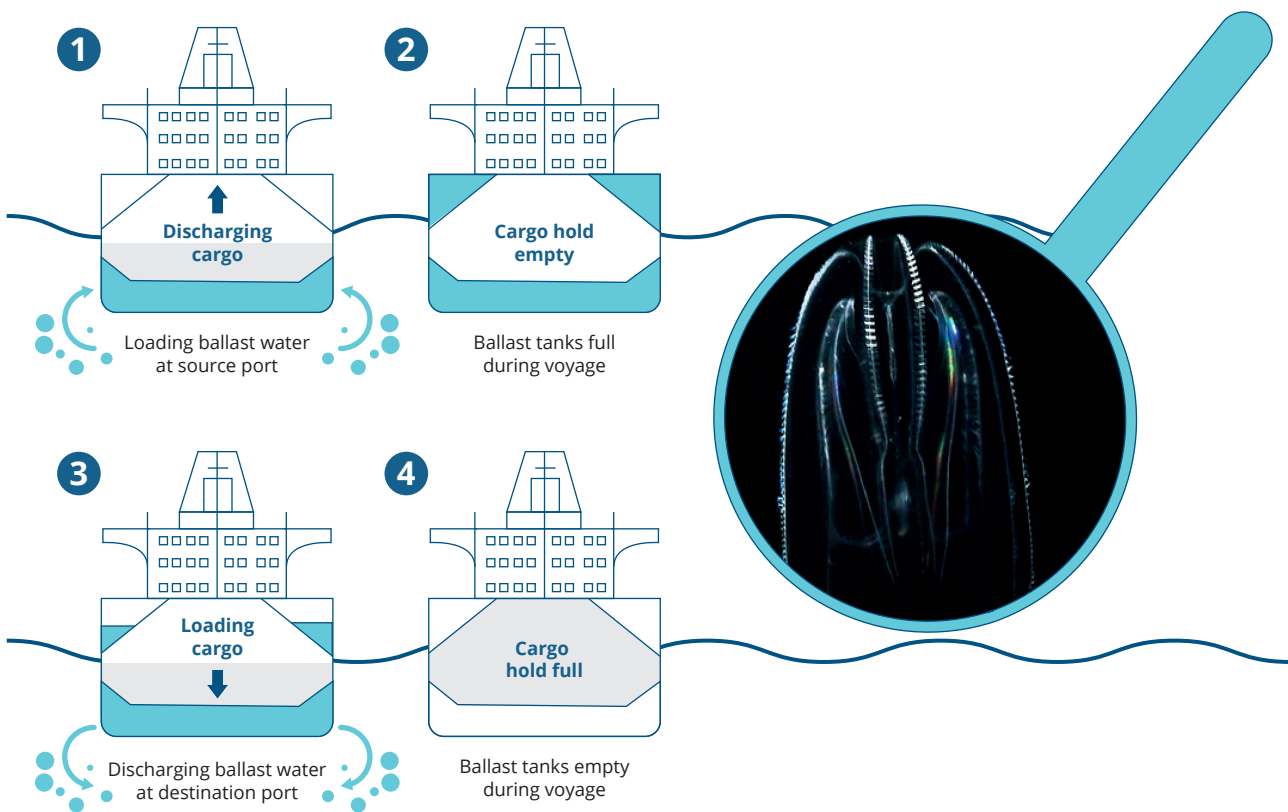 1
Discharging
cargo
Loading ballast water
at source port
2
Cargo hold
empty
Ballast tanks full
during voyage
3
Loading
cargo
Discharging ballast water
at destination port
4
Cargo
hold full
Ballast tanks empty
during voyage